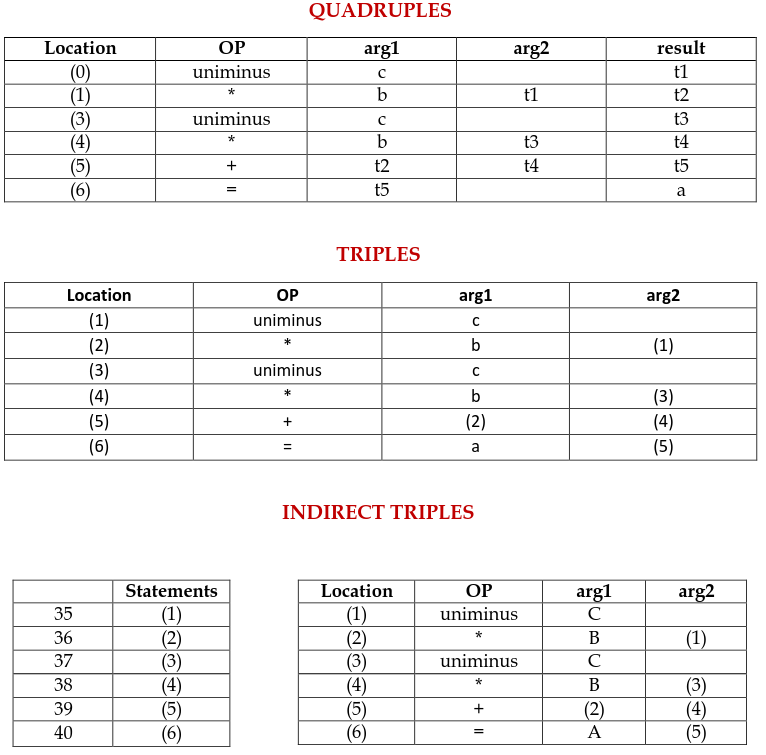 QUADRUPLES
Location OP arg1 arg2 result
(0) uniminus c t1
(1) * b t1 t2
(3) uniminus c t3
(4) * b t3 t4
(5) + t2 t4 t5
(6) = t5 a
TRIPLES
Location OP arg1 arg2
(1) uniminus c
(2) * b (1)
(3) uniminus c
(4) * b (3)
(5) + (2) (4)
(6) = a (5)
INDIRECT TRIPLES
Statements
35 (1)
36 (2)
37 (3)
38 (4)
39 (5)
40 (6)
Location OP arg1 arg2
(1) uniminus C
(2) * B (1)
(3) uniminus C
(4) * B (3)
(5) + (2) (4)
(6) = A (5)